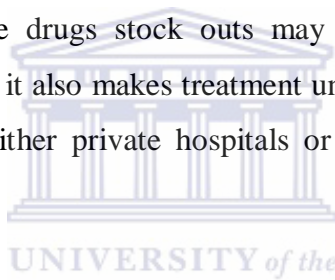 e drugs stock outs may
it also makes treatment un
ither private hospitals or
UNIVERSITY of the